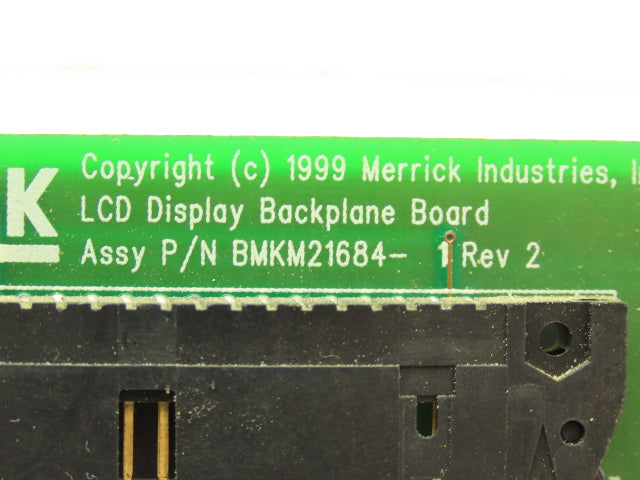 Copyright (c) 1999 Merrick Industries, I
K
LCD Display Backplane Board
Assy P/N BMKM21684- 1 Rev 2